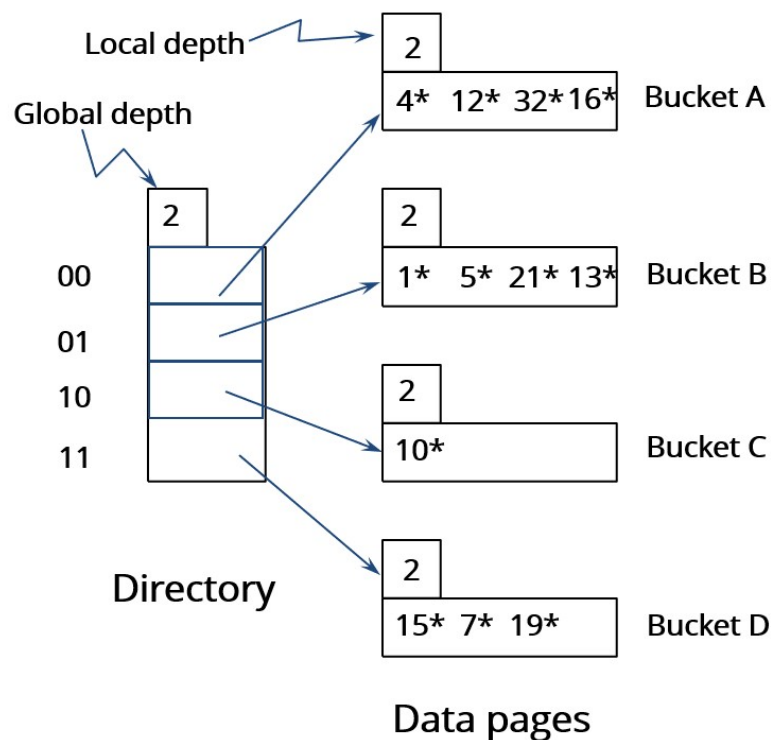 Local depth
2
4* 12* 32* 16*
Bucket A
Global depth
2
00
01
10
11
2
1* 5* 21* 13*
Bucket B
2
10*
Bucket C
2
15* 7* 19*
Bucket D
Directory
Data pages